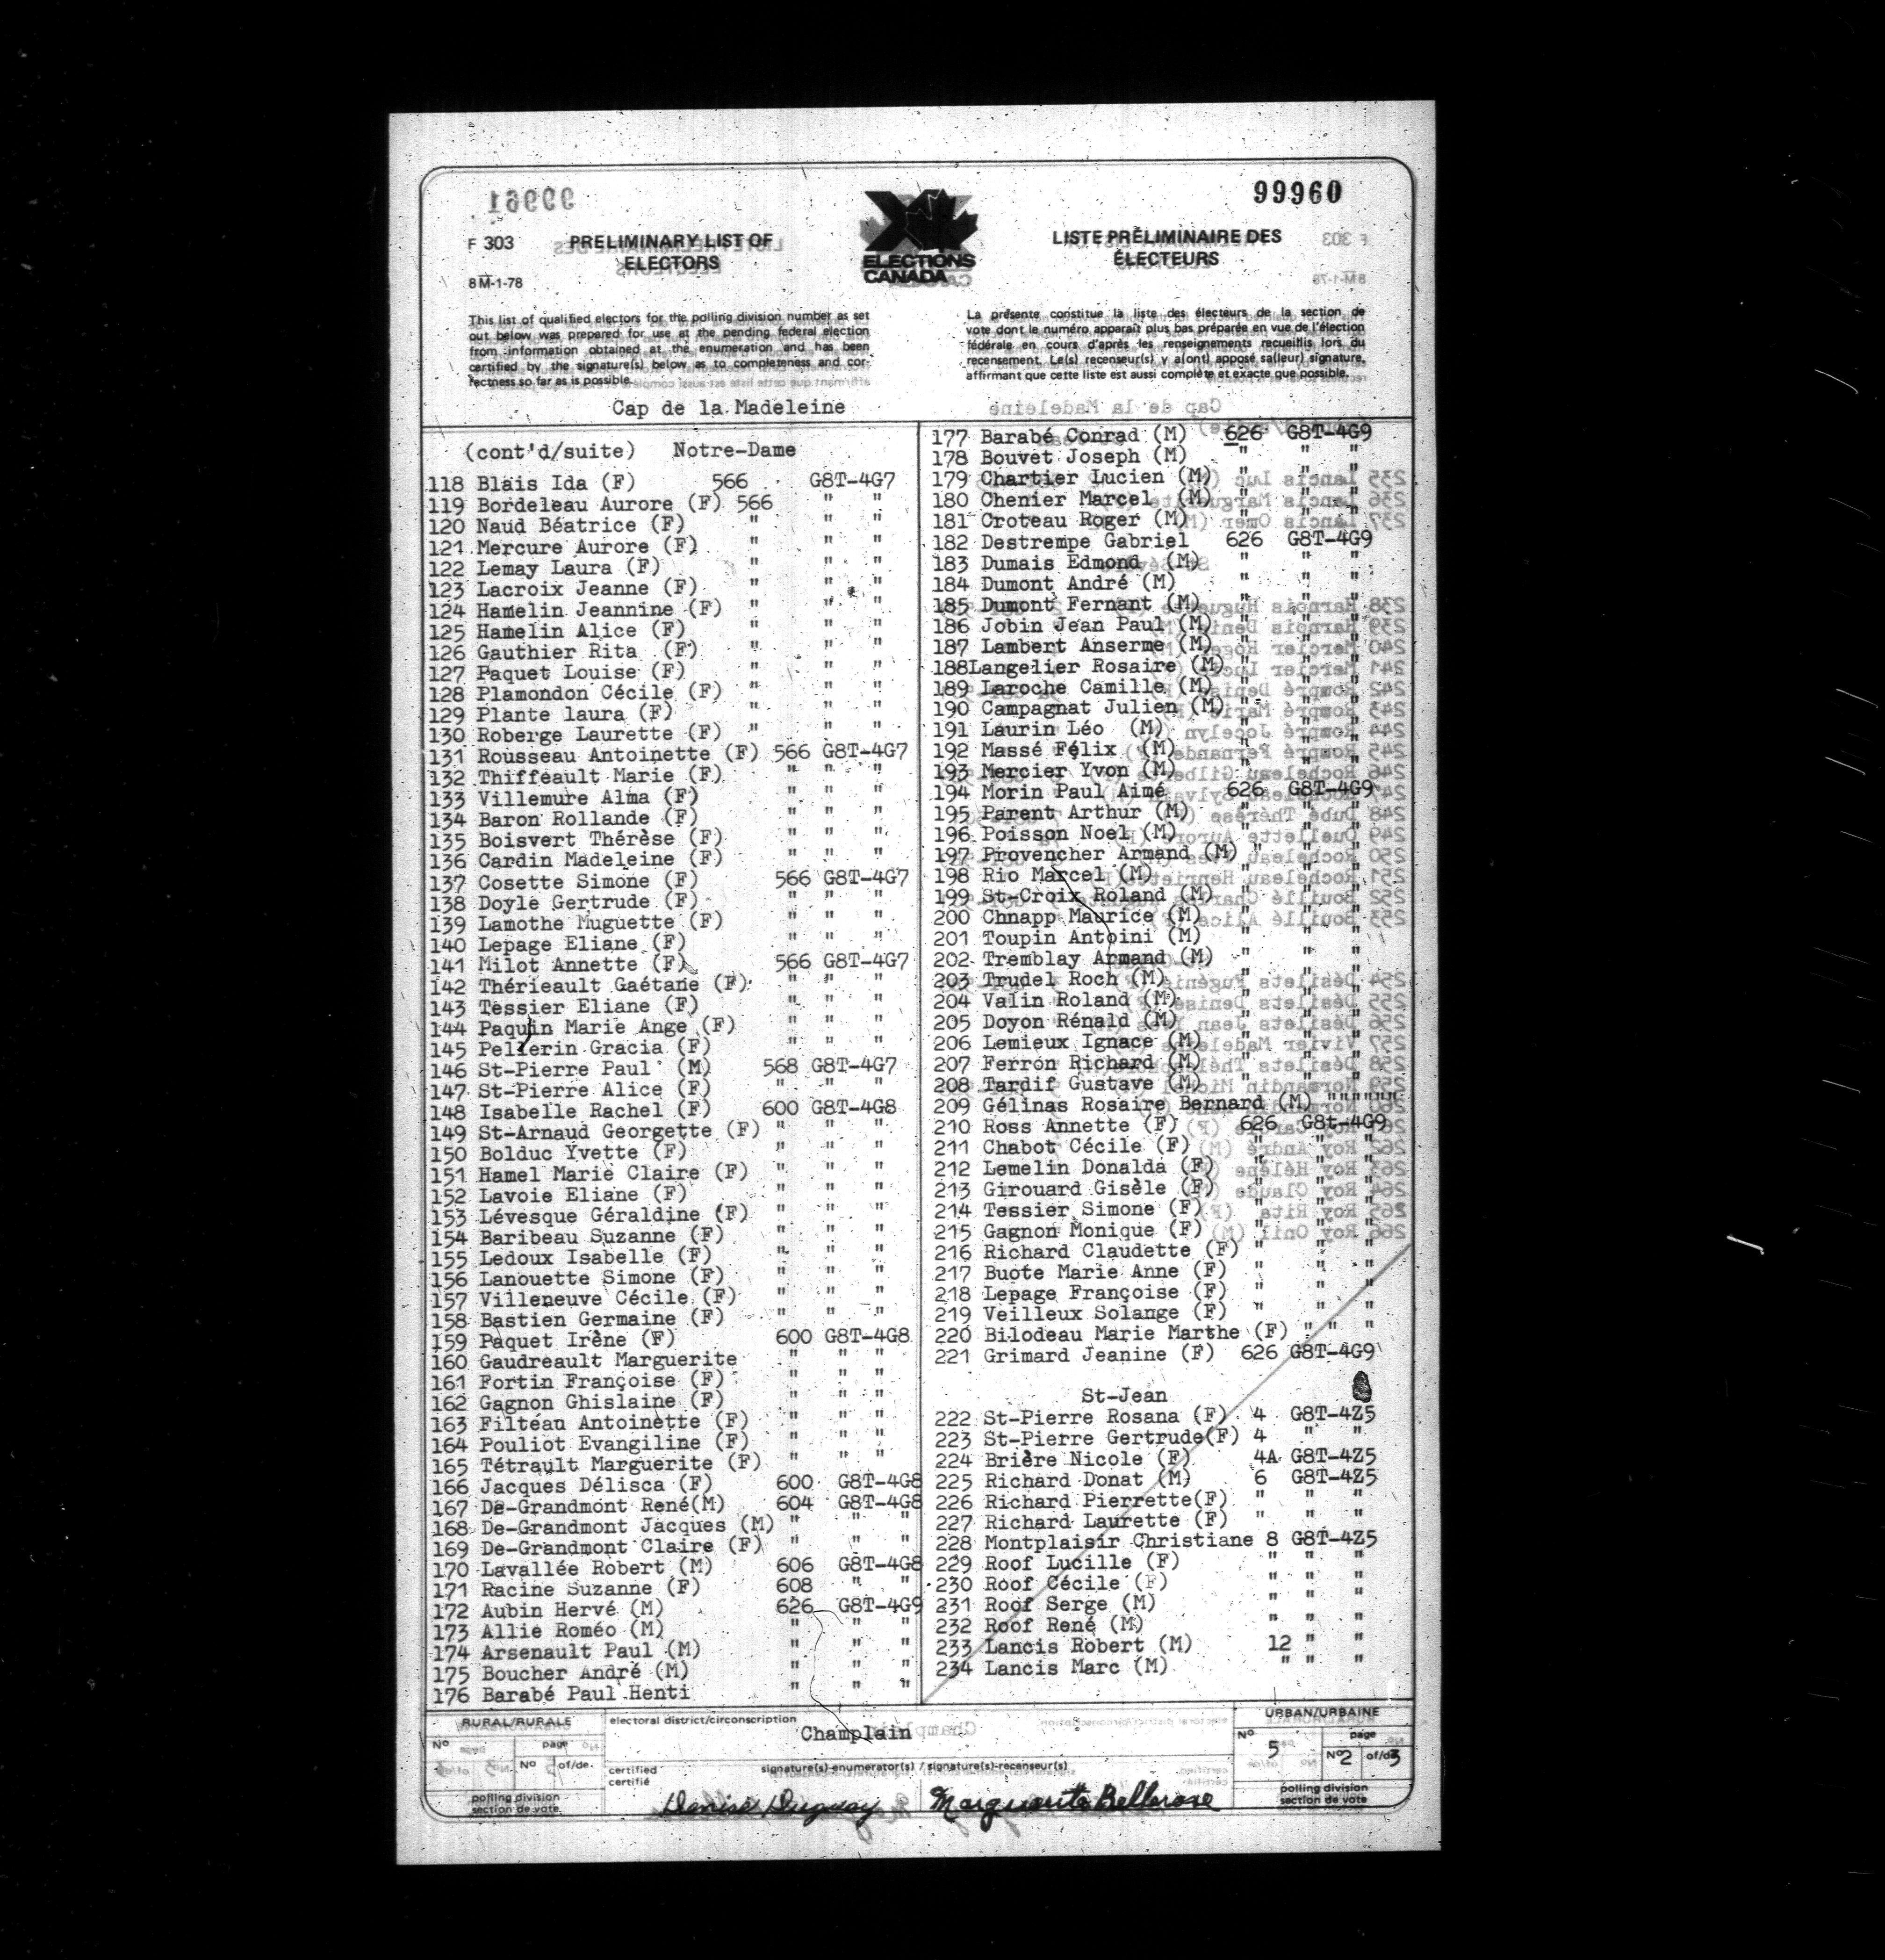 99960
F 303
PRELIMINARY LIST OF
ELECTORS
8M-1-78
ELECTIONS
CANADA
LISTE PRÉLIMINAIRE DES
ÉLECTEURS
This list of qualified electors for the polling division number as set
out below was prepared for use at the pending federal election
from information obtained at the enumeration and has been
certified by the signature(s) below as to completeness and cor-
rectness so far as is possible.
La présente constitue la liste des électeurs de la section de
vote dont le numéro apparaît plus bas préparée en vue de l'élection
fédérale en cours d'après les renseignements recueillis lors du
recensement. Le(s) recenseur(s) y a(ont) apposé sa(leur) signature,
affirmant que cette liste est aussi complète et exacte que possible.
Cap de la Madeleine
(cont'd/suite) Notre-Dame
118 Blais Ida (F) 566 G8T-4G7
119 Bordeleau Aurore (F) 566 " "
120 Naud Béatrice (F) " " "
121 Mercure Aurore (F) " " "
122 Lemay Laura (F) " " "
123 Lacroix Jeanne (F) " " "
124 Hamelin Jeannine (F) " " "
125 Hamelin Alice (F) " " "
126 Gauthier Rita (F) " " "
127 Paquet Louise (F) " " "
128 Plamondon Cécile (F) " " "
129 Plante laura (F) " " "
130 Roberge Laurette (F) " " "
131 Rousseau Antoinette (F) 566 G8T-4G7
132 Thifféault Marie (F) " " "
133 Villemure Alma (F) " " "
134 Baron Rollande (F) " " "
135 Boisvert Thérèse (F) " " "
136 Cardin Madeleine (F) " " "
137 Cosette Simone (F) 566 G8T-4G7
138 Doyle Gertrude (F) " " "
139 Lamothe Huguette (F) " " "
140 Lepage Eliane (F) " " "
141 Milot Annette (F) 566 G8T-4G7
142 Thérieault Gaétane (F) " " "
143 Tessier Eliane (F) " " "
144 Paquin Marie Ange (F) " " "
145 Pellerin Gracia (F) " " "
146 St-Pierre Paul (M) 568 G8T-4G7
147 St-Pierre Alice (F) " " "
148 Isabelle Rachel (F) 600 G8T-4G8
149 St-Arnaud Georgette (F) " " "
150 Bolduc Yvette (F) " " "
151 Hamel Marie Claire (F) " " "
152 Lavoie Eliane (F) " " "
153 Lévesque Géraldine (F) " " "
154 Baribeau Suzanne (F) " " "
155 Ledoux Isabelle (F) " " "
156 Lanouette Simone (F) " " "
157 Villeneuve Cécile (F) " " "
158 Bastien Germaine (F) " " "
159 Paquet Irène (F) 600 G8T-4G8
160 Gaudreault Marguerite " " "
161 Fortin Françoise (F) " " "
162 Gagnon Ghislaine (F) " " "
163 Filteau Antoinette (F) " " "
164 Pouliot Evangiline (F) " " "
165 Tétrault Marguerite (F) " " "
166 Jacques Délisca (F) 600 G8T-4G8
167 De-Grandmont René(M) 604 G8T-4G8
168 De-Grandmont Jacques (M) " " "
169 De-Grandmont Claire (F) " " "
170 Lavallée Robert (M) 606 G8T-4G8
171 Racine Suzanne (F) 608 " "
172 Aubin Hervé (M) 626 G8T-4G9
173 Allie Roméo (M) " " "
174 Arsenault Paul (M) " " "
175 Boucher André (M) " " "
176 Barabé Paul Henti " " "
177 Barabé Conrad (M) 626 G8T-4G9
178 Bouvet Joseph (M) " " "
179 Chartier Lucien (M) " " "
180 Chenier Marcel (M) " " "
181 Croteau Roger (M) " " "
182 Destrempe Gabriel 626 G8T-4G9
183 Dumais Edmond (M) " " "
184 Dumont André (M) " " "
185 Dumont Fernant (M) " " "
186 Jobin Jean Paul (M) " " "
187 Lambert Anserme (M) " " "
188Langelier Rosaire (M) " " "
189 Laroche Camille (M) " " "
190 Campagnat Julien (M) " " "
191 Laurin Léo (M) " " "
192 Massé Félix (M) " " "
193 Mercier Yvon (M) " " "
194 Morin Paul Aimé 626 G8T-4G9
195 Parent Arthur (M) " " "
196 Poisson Noel (M) " " "
197 Provencher Armand (M) " " "
198 Rio Marcel (M) " " "
199 St-Croix Roland (M) " " "
200 Chnapp Maurice (M) " " "
201 Toupin Antoini (M) " " "
202 Tremblay Armand (M) " " "
203 Trudel Roch (M) " " "
204 Valin Roland (M) " " "
205 Doyon Rénald (M) " " "
206 Lemieux Ignace (M) " " "
207 Ferron Richard (M) " " "
208 Tardif Gustave (M) " " "
209 Gélinas Rosaire Bernard (M) """"""
210 Ross Annette (F) 626 G8t-4G9
211 Chabot Cécile (F) " " "
212 Lemelin Donalda (F) " " "
213 Girouard Gisèle (F) " " "
214 Tessier Simone (F) " " "
215 Gagnon Monique (F) " " "
216 Richard Claudette (F) " " "
217 Buote Marie Anne (F) " " "
218 Lepage Françoise (F) " " "
219 Veilleux Solange (F) " " "
220 Bilodeau Marie Marthe (F) " " "
221 Grimard Jeanine (F) 626 G8T-4G9
St-Jean
222 St-Pierre Rosana (F) 4 G8T-4Z5
223 St-Pierre Gertrude(F) 4 " "
224 Brière Nicole (F) 4A G8T-4Z5
225 Richard Donat (M) 6 G8T-4Z5
226 Richard Pierrette(F) " " "
227 Richard Laurette (F) " " "
228 Montplaisir Christiane 8 G8T-4Z5
229 Roof Lucille (F) " " "
230 Roof Cécile (F) " " "
231 Roof Serge (M) " " "
232 Roof René (M) " " "
233 Lancis Robert (M) 12 " "
234 Lancis Marc (M) " " "
RURAL/RURALE
No page
No of/de
polling division
section de vote
electoral district/circonscription
Champlain
certified
certifié
signature(s)-enumerator(s) / signature(s)-recenseur(s)
Denise Duguay Marguerite Bellerose
URBAN/URBAINE
No 5 page
No 2 of/de 3
polling division
section de vote